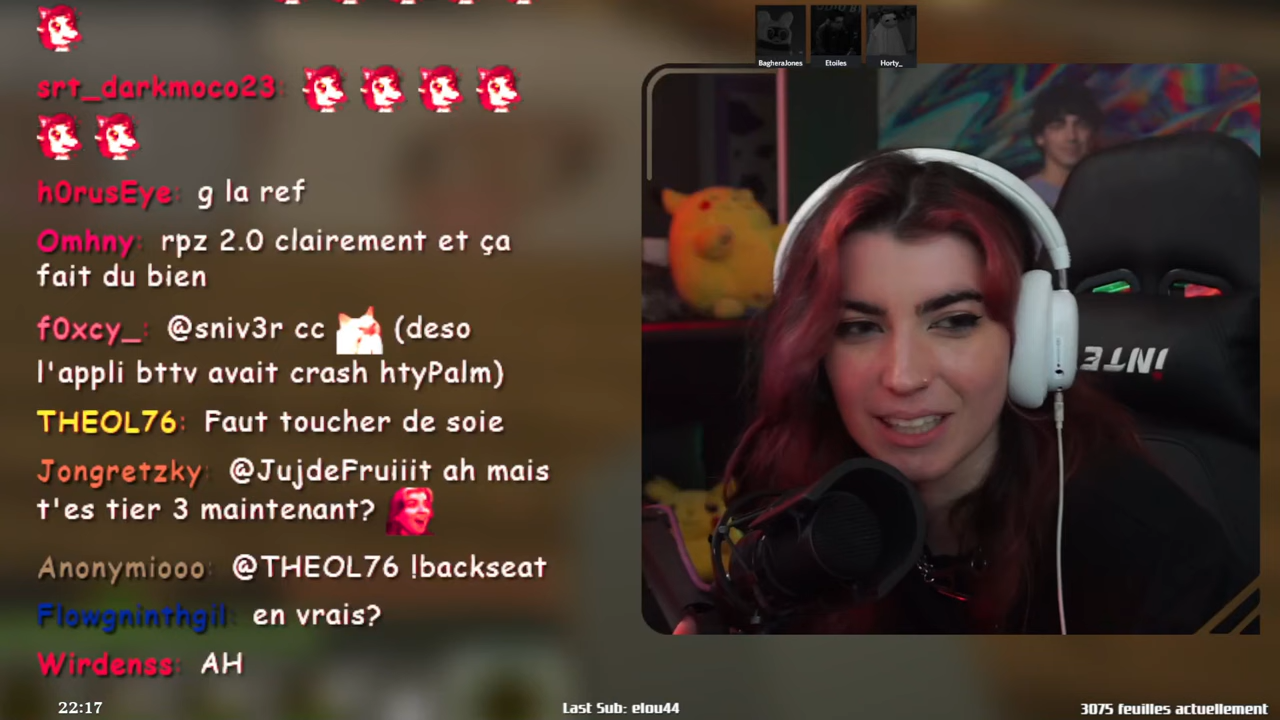 BagheraJones
Etoiles
Horty_
srt_darkmoco23:
h0rusEye: g la ref
Omhny: rpz 2.0 clairement et ça
fait du bien
f0xcy_: @sniv3r cc (deso
l'appli bttv avait crash htyPalm)
THEOL76: Faut toucher de soie
Jongretzky: @JujdeFruiiit ah mais
t'es tier 3 maintenant?
Anonymiooo: @THEOL76 !backseat
Flowgninthgil: en vrais?
Wirdenss: AH
INTE
22:17
Last Sub: elou44
3075 feuilles actuellement